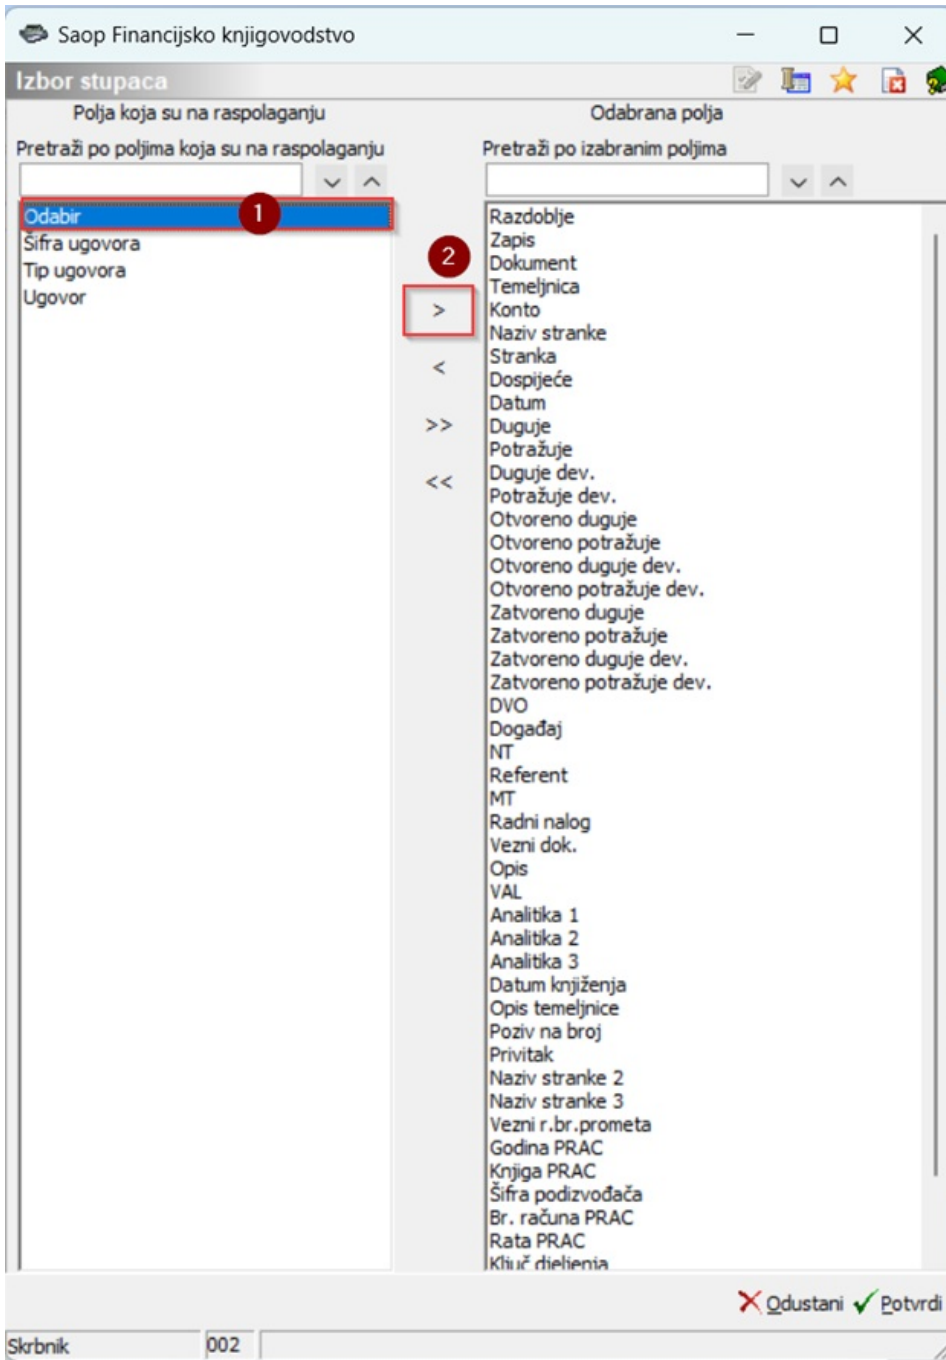 Saop Financijsko knjigovodstvo
Izbor stupaca
Polja koja su na raspolaganju
Odabrana polja
Pretraži po poljima koja su na raspolaganju
Pretraži po izabranim poljima
Odabir
1
Šifra ugovora
Tip ugovora
Ugovor
2
>
<
>>
<<
Razdoblje
Zapis
Dokument
Temeljnica
Konto
Naziv stranke
Stranka
Dospijeće
Datum
Duguje
Potražuje
Duguje dev.
Potražuje dev.
Otvoreno duguje
Otvoreno potražuje
Otvoreno duguje dev.
Otvoreno potražuje dev.
Zatvoreno duguje
Zatvoreno potražuje
Zatvoreno duguje dev.
Zatvoreno potražuje dev.
DVO
Događaj
NT
Referent
MT
Radni nalog
Vezni dok.
Opis
VAL
Analitika 1
Analitika 2
Analitika 3
Datum knjiženja
Opis temeljnice
Poziv na broj
Privitak
Naziv stranke 2
Naziv stranke 3
Vezni r.br.prometa
Godina PRAC
Knjiga PRAC
Šifra podizvođača
Br. računa PRAC
Rata PRAC
Ključ dijeljenja
Odustani
Potvrdi
Skrbnik
002